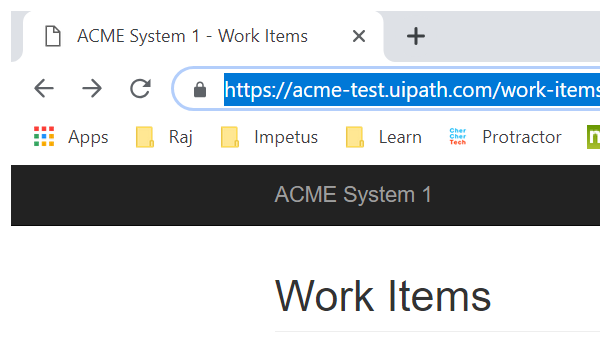 ACME System 1 - Work Items
https://acme-test.uipath.com/work-items
Apps Raj Impetus Learn Cher Cher Tech Protractor
ACME System 1
Work Items